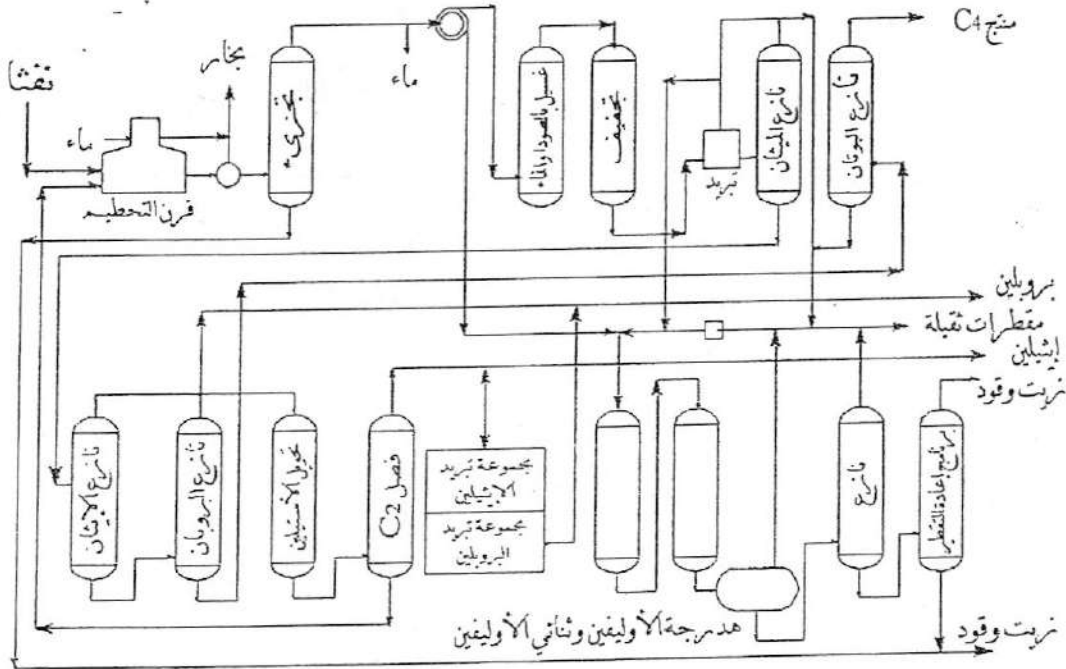 منتج C4
بخار
نفثا
ماء
ماء
تجزيء
غسيل بالصودا والماء
تجفيف
نازع الميثان
نازع البوتان
تبريد
فرن التحطيم
بروبلين
مقطرات ثقيلة
إيثيلين
زيت وقود
نازع الإيثان
نازع البروبان
تحويل الأستيلين
فصل C2
مجموعة تبريد
الإيثيلين
مجموعة تبريد
البروبلين
نازع
برنامج إعادة التقطير
هدرجة الأوليفين وثنائي الأوليفين
زيت وقود